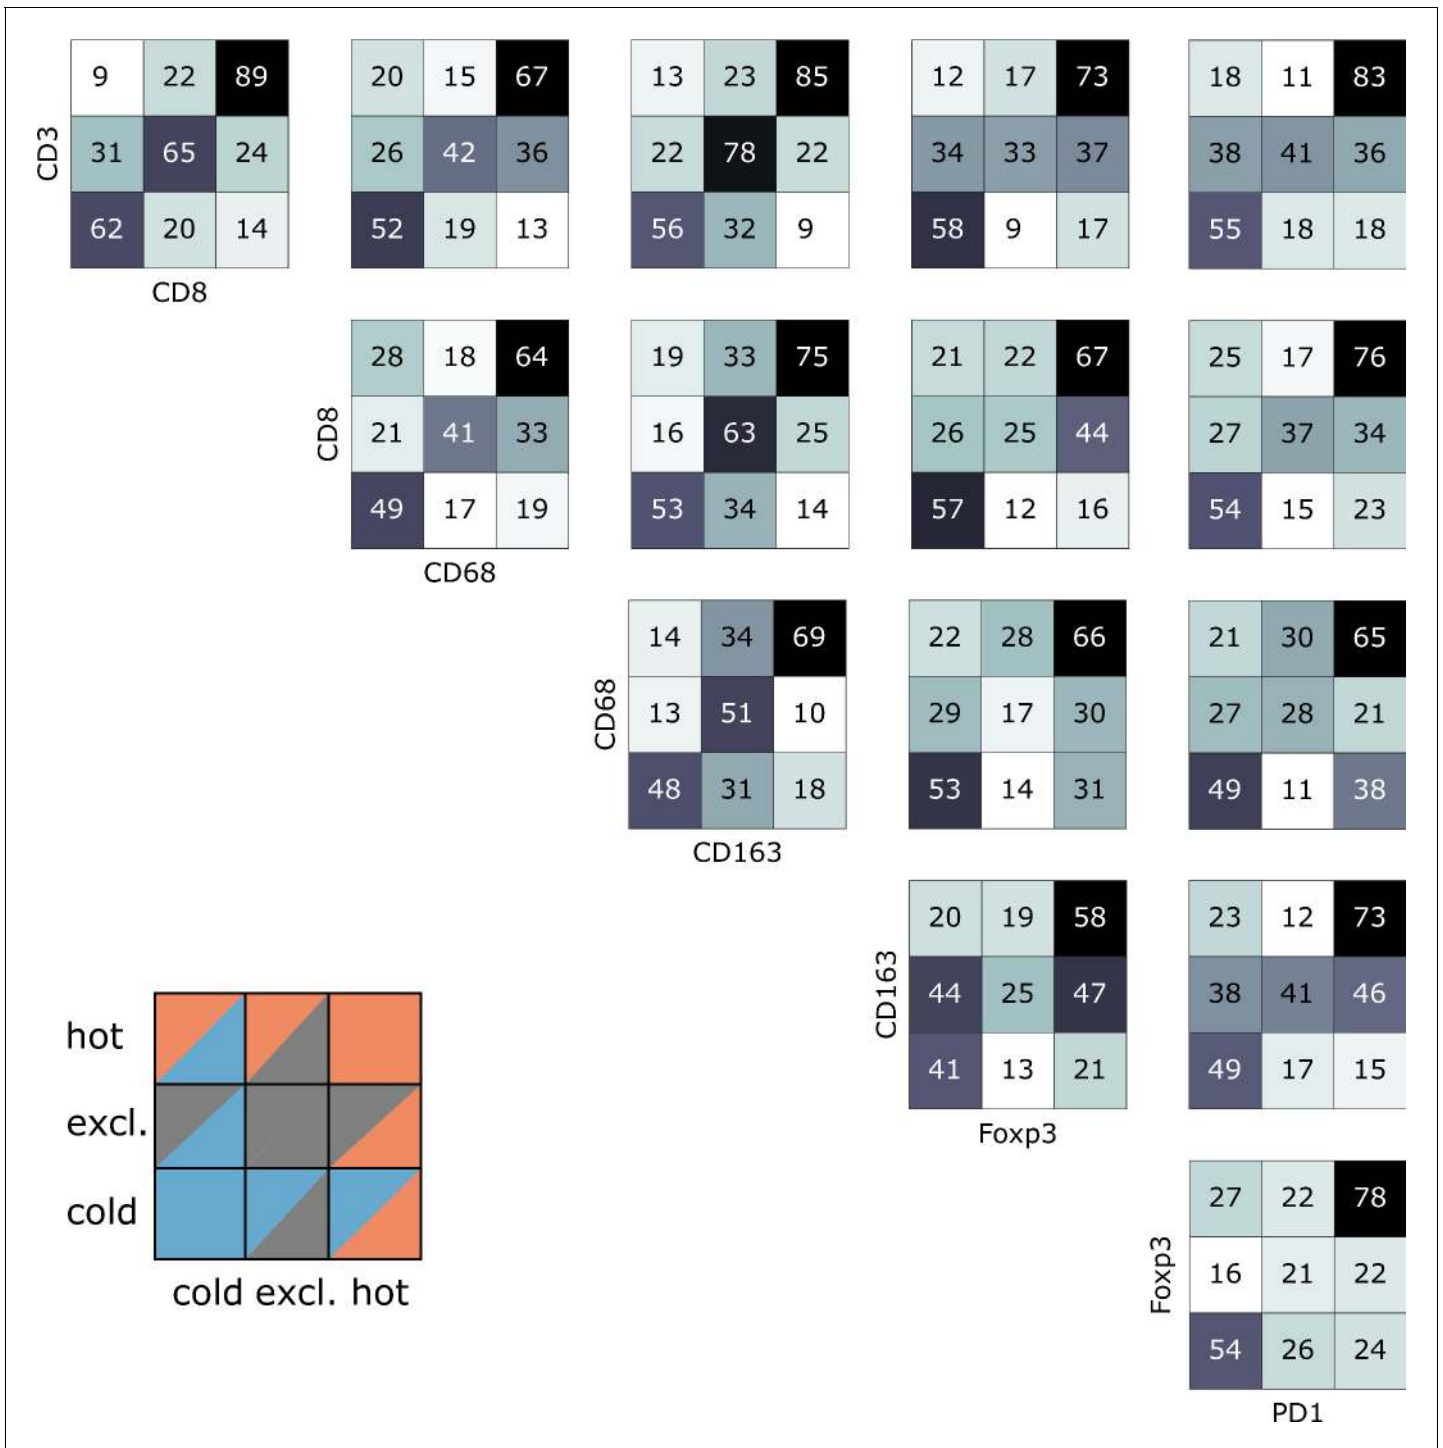 9 22 89 20 15 67 13 23 85 12 17 73 18 11 83
CD3 31 65 24 26 42 36 22 78 22 34 33 37 38 41 36
62 20 14 52 19 13 56 32 9 58 9 17 55 18 18
CD8
28 18 64 19 33 75 21 22 67 25 17 76
CD8 21 41 33 16 63 25 26 25 44 27 37 34
49 17 19 53 34 14 57 12 16 54 15 23
CD68
14 34 69 22 28 66 21 30 65
CD68 13 51 10 29 17 30 27 28 21
48 31 18 53 14 31 49 11 38
CD163
20 19 58 23 12 73
CD163 44 25 47 38 41 46
41 13 21 49 17 15
Foxp3
hot
excl.
cold
cold excl. hot
27 22 78
Foxp3 16 21 22
54 26 24
PD1